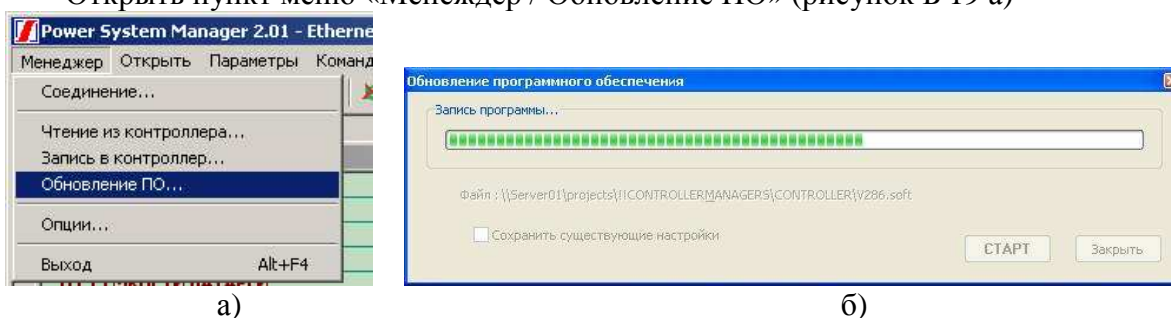 Открыть пункт меню «Менеждер / Обновление ПО» (рисунок В 19 а)
Power System Manager 2.01 - Etherne
Менеджер Открыть Параметры Команд
Соединение...
Чтение из контроллера...
Запись в контроллер...
Обновление ПО...
Опции...
Выход Alt+F4
а)
Обновление программного обеспечения
Запись программы...
Файл : \\Server01\projects\!!CONTROLLERMANAGERS\CONTROLLER\V286.soft
Сохранить существующие настройки
СТАРТ Закрыть
б)